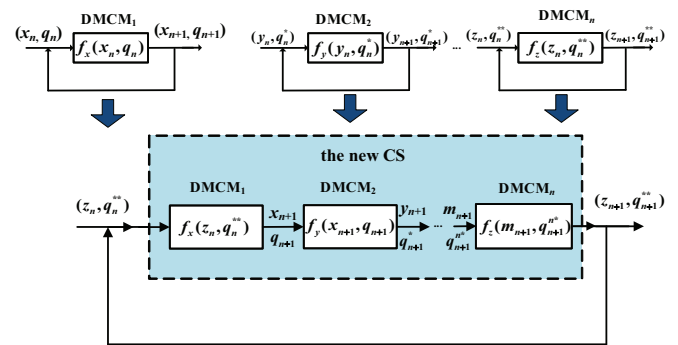 DMCM₁ DMCM₂ DMCMₙ
(xₙ, qₙ) fₓ(xₙ, qₙ) (xₙ₊₁, qₙ₊₁) (yₙ, qₙ*) f_y(yₙ, qₙ*) (yₙ₊₁, qₙ₊₁*) ... (zₙ, qₙ**) f_z(zₙ, qₙ**) (zₙ₊₁, qₙ₊₁**)
the new CS
DMCM₁ DMCM₂ DMCMₙ
(zₙ, qₙ**) fₓ(zₙ, qₙ**) xₙ₊₁ qₙ₊₁ f_y(xₙ₊₁, qₙ₊₁) yₙ₊₁ qₙ₊₁* ... mₙ₊₁ qₙ₊₁ⁿ* f_z(mₙ₊₁, qₙ₊₁ⁿ*) (zₙ₊₁, qₙ₊₁**)